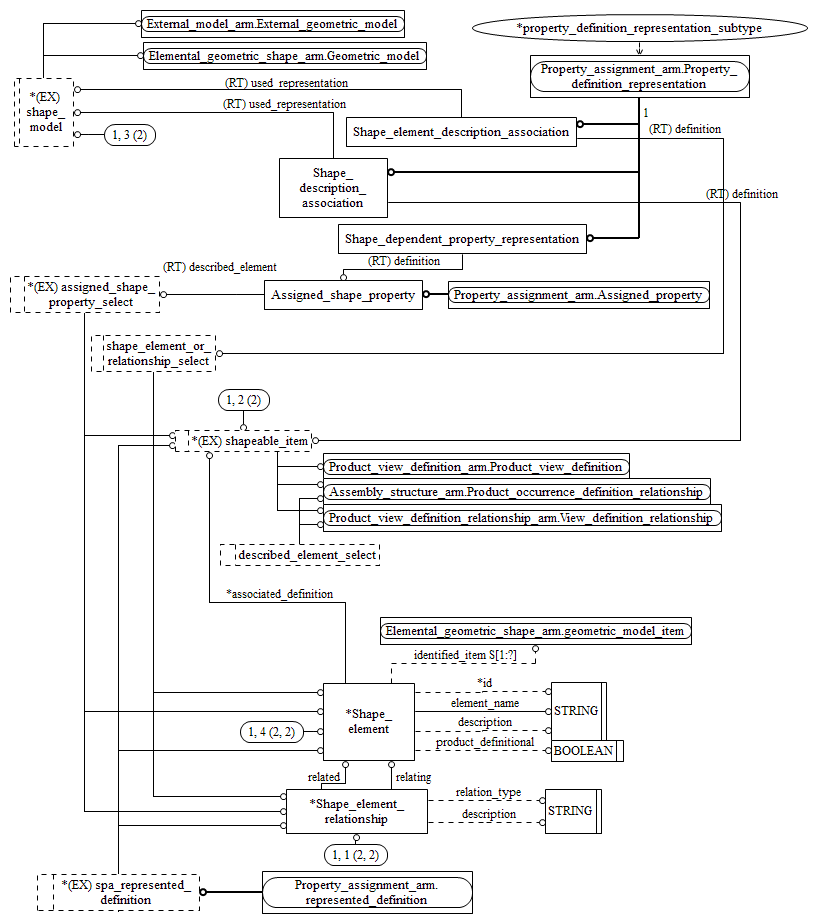 External_model_arm.External_geometric_model
*property_definition_representation_subtype
Elemental_geometric_shape_arm.Geometric_model
Property_assignment_arm.Property_
definition_representation
(RT) used_representation
*(EX)
shape_
model
(RT) used_representation
1
1, 3 (2)
Shape_element_description_association
(RT) definition
Shape_
description_
association
(RT) definition
Shape_dependent_property_representation
(RT) described_element
(RT) definition
*(EX) assigned_shape_
property_select
Assigned_shape_property
Property_assignment_arm.Assigned_property
shape_element_or_
relationship_select
1, 2 (2)
*(EX) shapeable_item
Product_view_definition_arm.Product_view_definition
Assembly_structure_arm.Product_occurrence_definition_relationship
Product_view_definition_relationship_arm.View_definition_relationship
described_element_select
*associated_definition
Elemental_geometric_shape_arm.geometric_model_item
identified_item S[1:?]
*id
element_name
STRING
*Shape_
element
description
1, 4 (2, 2)
product_definitional
BOOLEAN
related
relating
relation_type
*Shape_element_
relationship
STRING
description
1, 1 (2, 2)
*(EX) spa_represented_
definition
Property_assignment_arm.
represented_definition